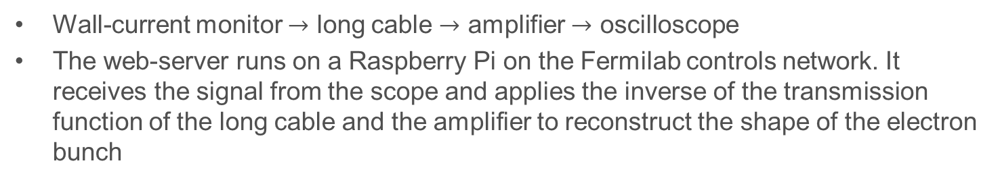 • Wall-current monitor → long cable → amplifier → oscilloscope
• The web-server runs on a Raspberry Pi on the Fermilab controls network. It
receives the signal from the scope and applies the inverse of the transmission
function of the long cable and the amplifier to reconstruct the shape of the electron
bunch